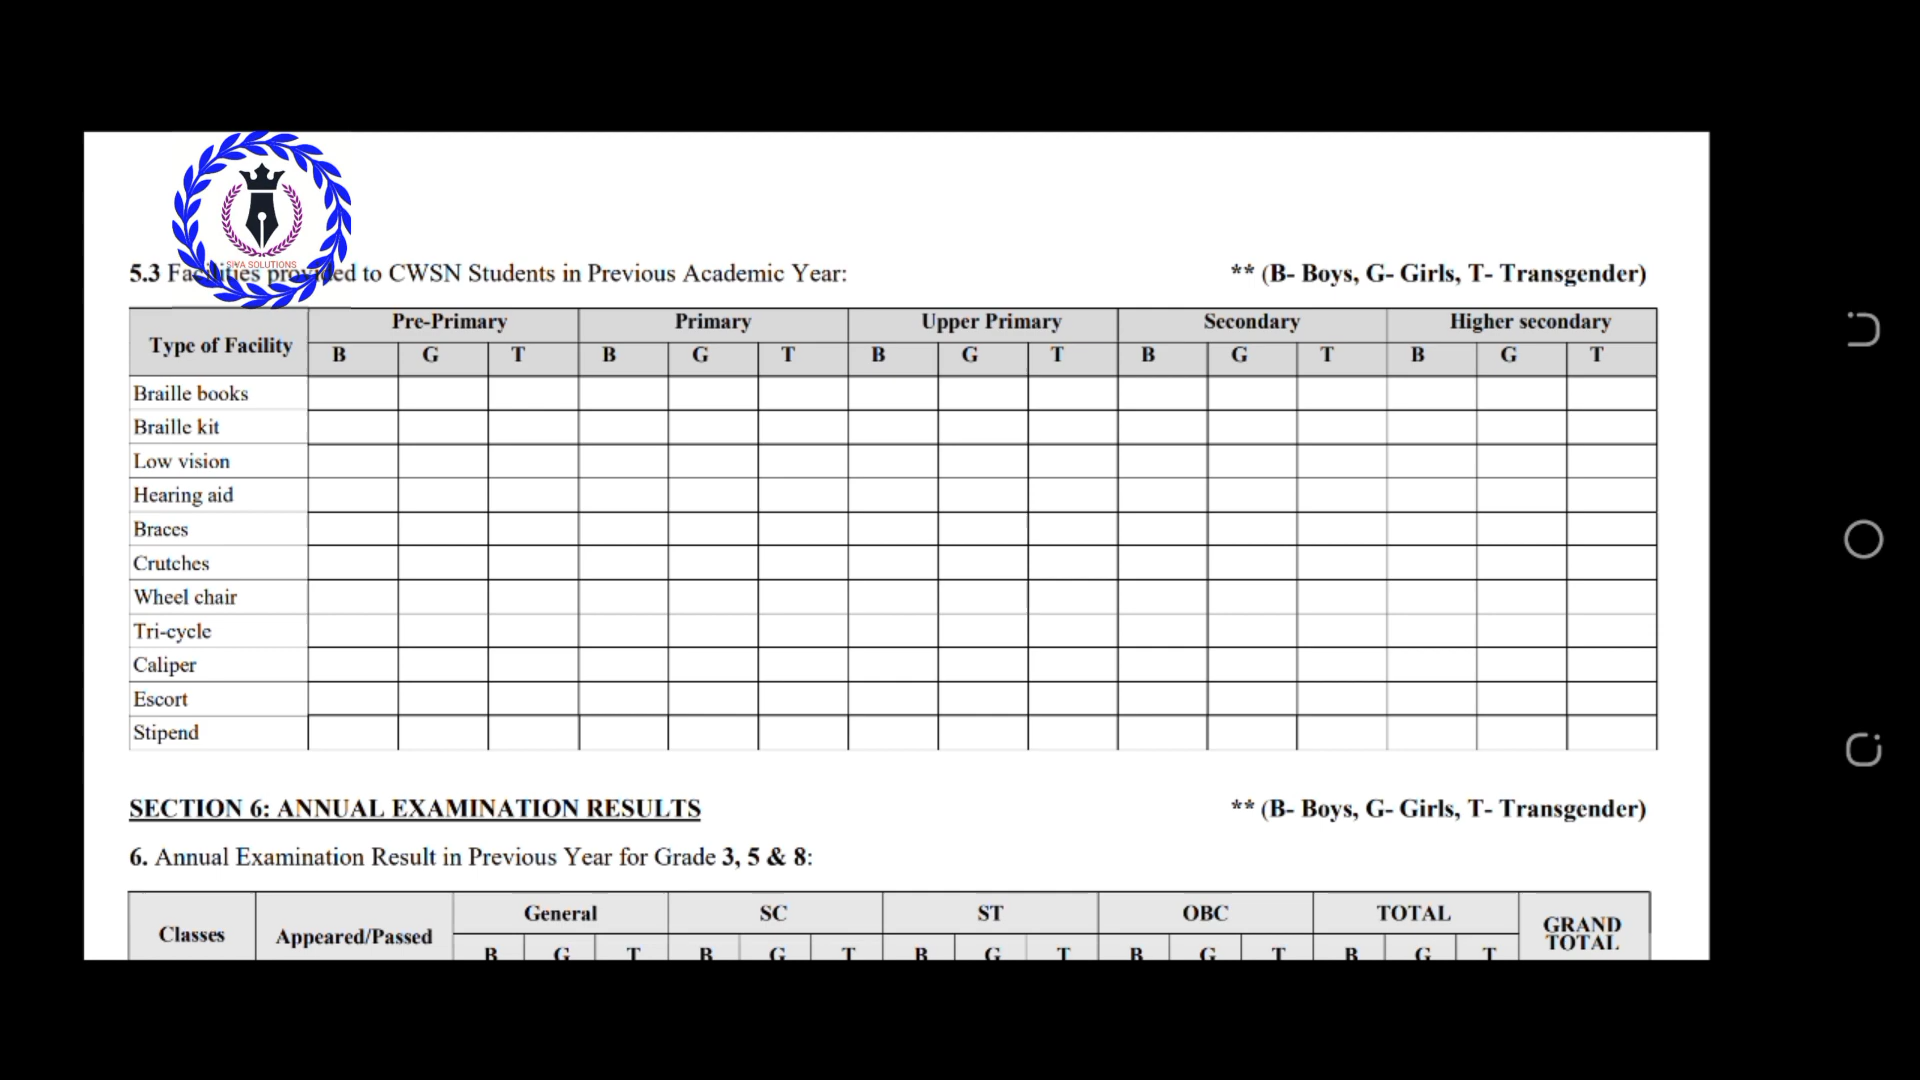 SIVA SOLUTIONS
5.3 Facilities provided to CWSN Students in Previous Academic Year: ** (B- Boys, G- Girls, T- Transgender)
Type of Facility Pre-Primary Primary Upper Primary Secondary Higher secondary
B G T B G T B G T B G T B G T
Braille books
Braille kit
Low vision
Hearing aid
Braces
Crutches
Wheel chair
Tri-cycle
Caliper
Escort
Stipend
SECTION 6: ANNUAL EXAMINATION RESULTS ** (B- Boys, G- Girls, T- Transgender)
6. Annual Examination Result in Previous Year for Grade 3, 5 & 8:
Classes Appeared/Passed General SC ST OBC TOTAL GRAND TOTAL
B G T B G T B G T B G T B G T